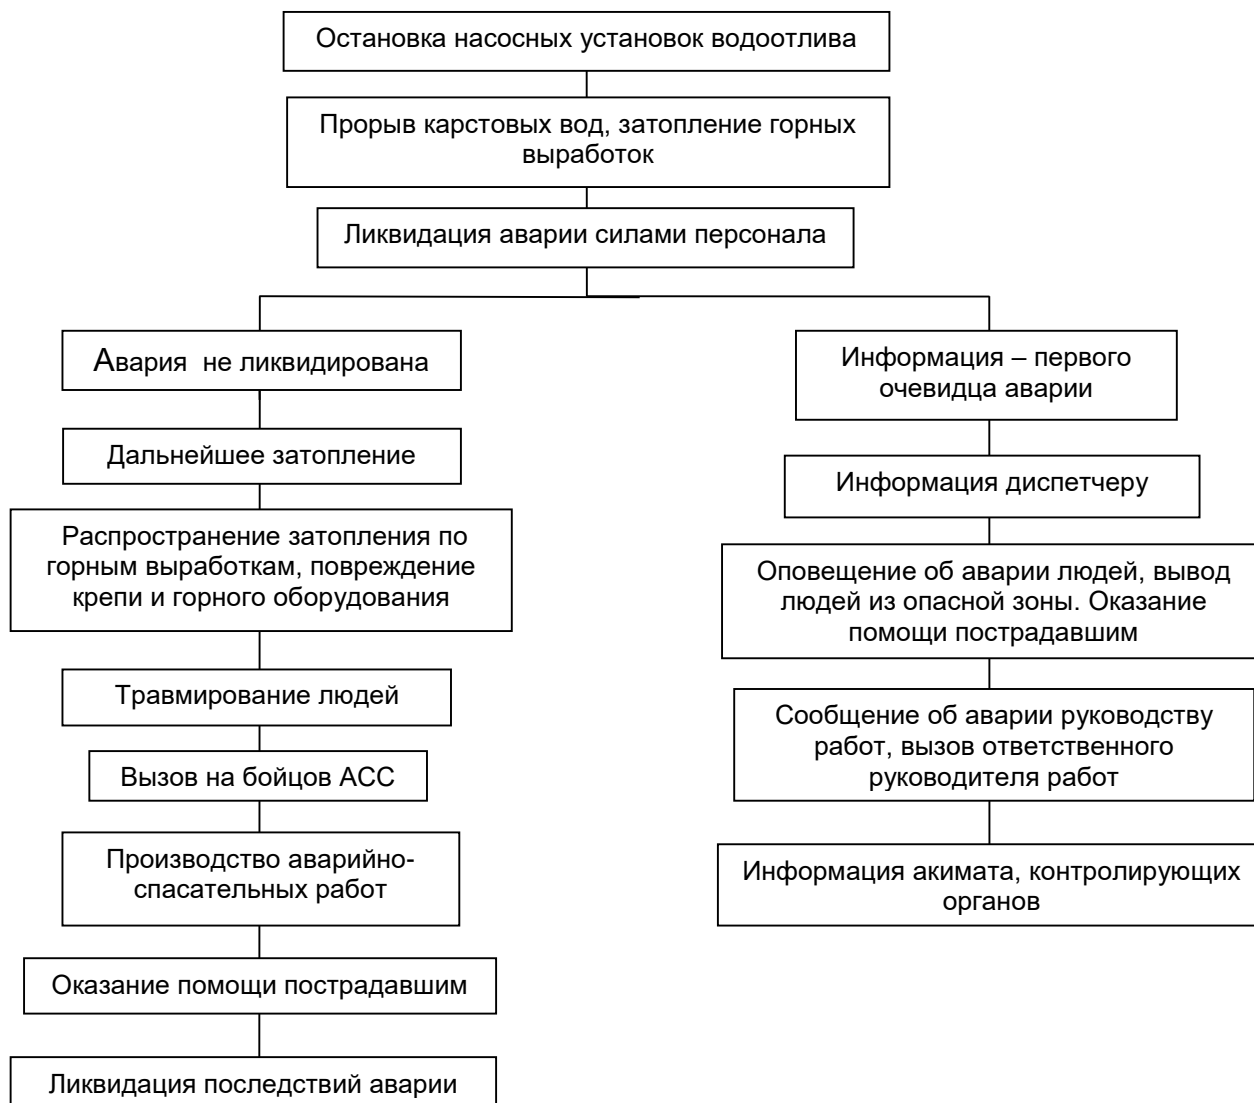 Остановка насосных установок водоотлива
Прорыв карстовых вод, затопление горных
выработок
Ликвидация аварии силами персонала
Авария  не ликвидирована
Дальнейшее затопление
Распространение затопления по
горным выработкам, повреждение
крепи и горного оборудования
Травмирование людей
Вызов на бойцов АСС
Производство аварийно-
спасательных работ
Оказание помощи пострадавшим
Ликвидация последствий аварии
Информация – первого
очевидца аварии
Информация диспетчеру
Оповещение об аварии людей, вывод
людей из опасной зоны. Оказание
помощи пострадавшим
Сообщение об аварии руководству
работ, вызов ответственного
руководителя работ
Информация акимата, контролирующих
органов